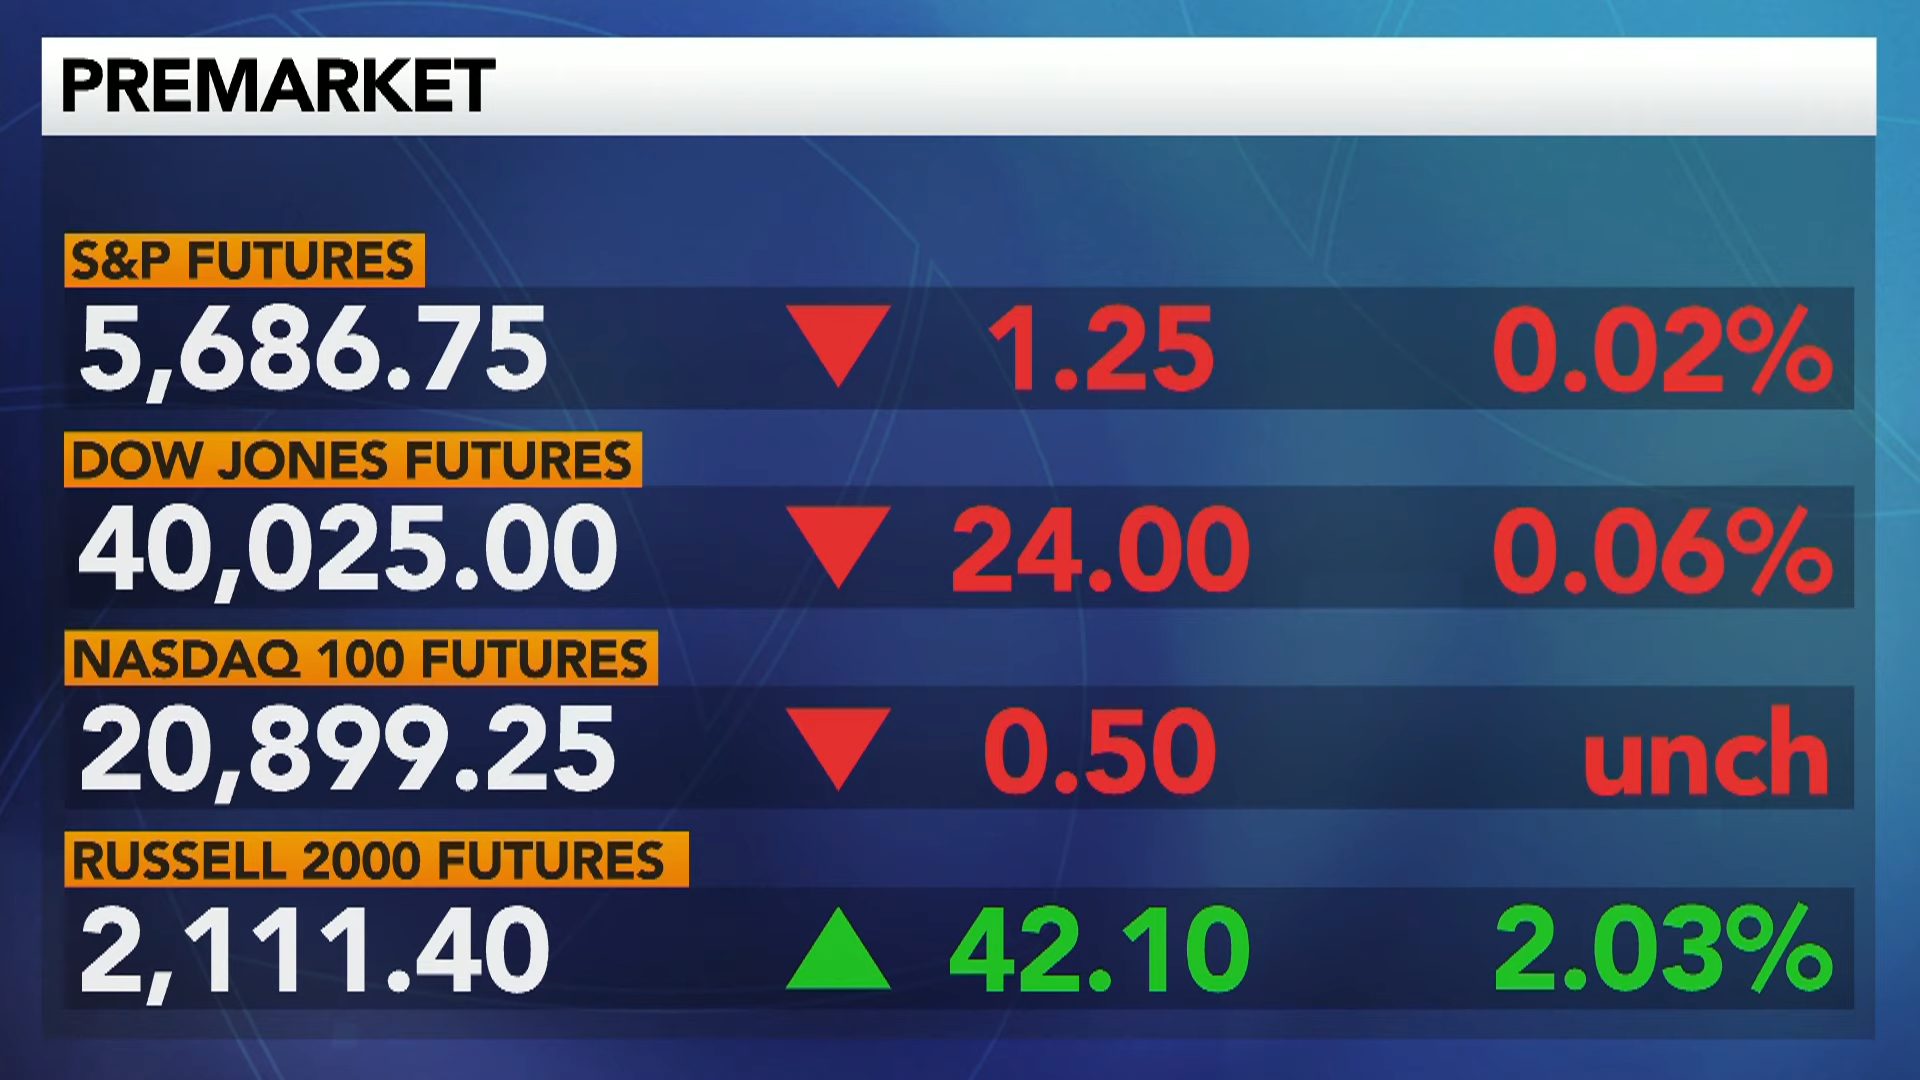 PREMARKET
S&P FUTURES
5,686.75 ▼ 1.25 0.02%
DOW JONES FUTURES
40,025.00 ▼ 24.00 0.06%
NASDAQ 100 FUTURES
20,899.25 ▼ 0.50 unch
RUSSELL 2000 FUTURES
2,111.40 ▲ 42.10 2.03%